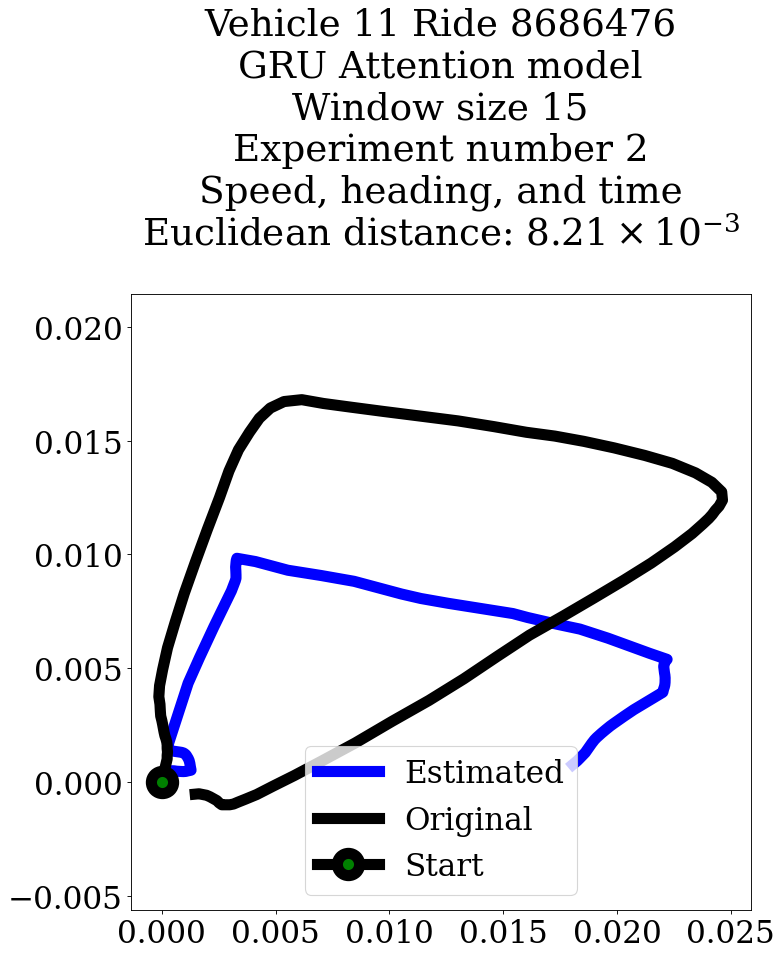 Vehicle 11 Ride 8686476
GRU Attention model
Window size 15
Experiment number 2
Speed, heading, and time
Euclidean distance: 8.21 × 10⁻³
0.020
0.015
0.010
0.005
0.000
−0.005
Estimated
Original
Start
0.000 0.005 0.010 0.015 0.020 0.025